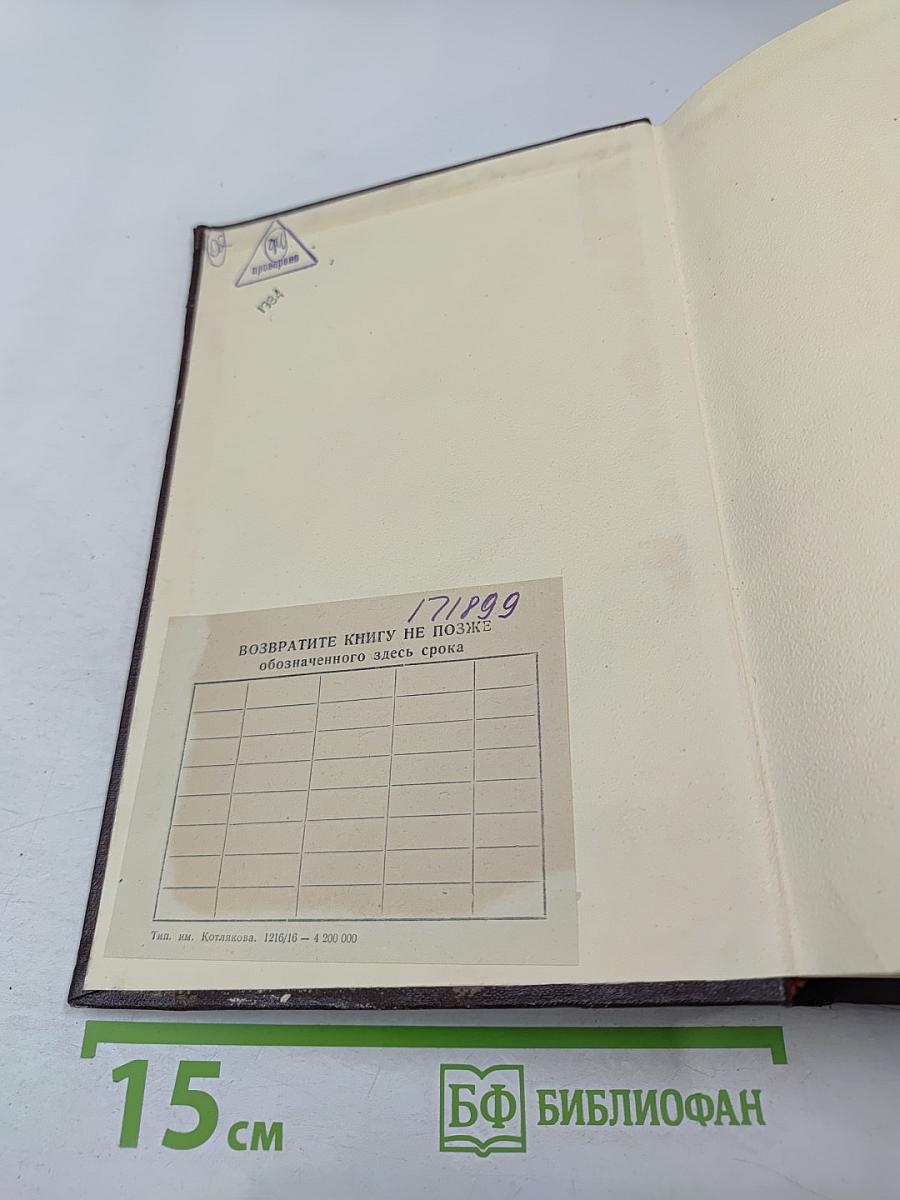 проверено
171899
ВОЗВРАТИТЕ КНИГУ НЕ ПОЗЖЕ
обозначенного здесь срока
Тип. им. Котлякова. 1216/16 — 4 200 000
15 см
БФ БИБЛИОФАН